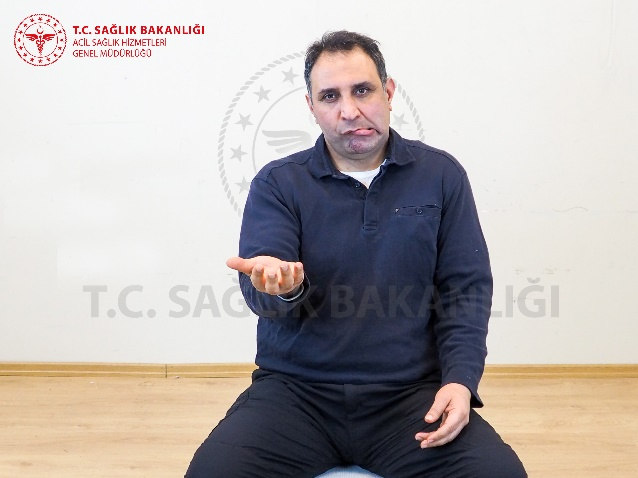 T.C. SAĞLIK BAKANLIĞI
ACİL SAĞLIK HİZMETLERİ
GENEL MÜDÜRLÜĞÜ
T.C. SAĞLIK BAKANLIĞI